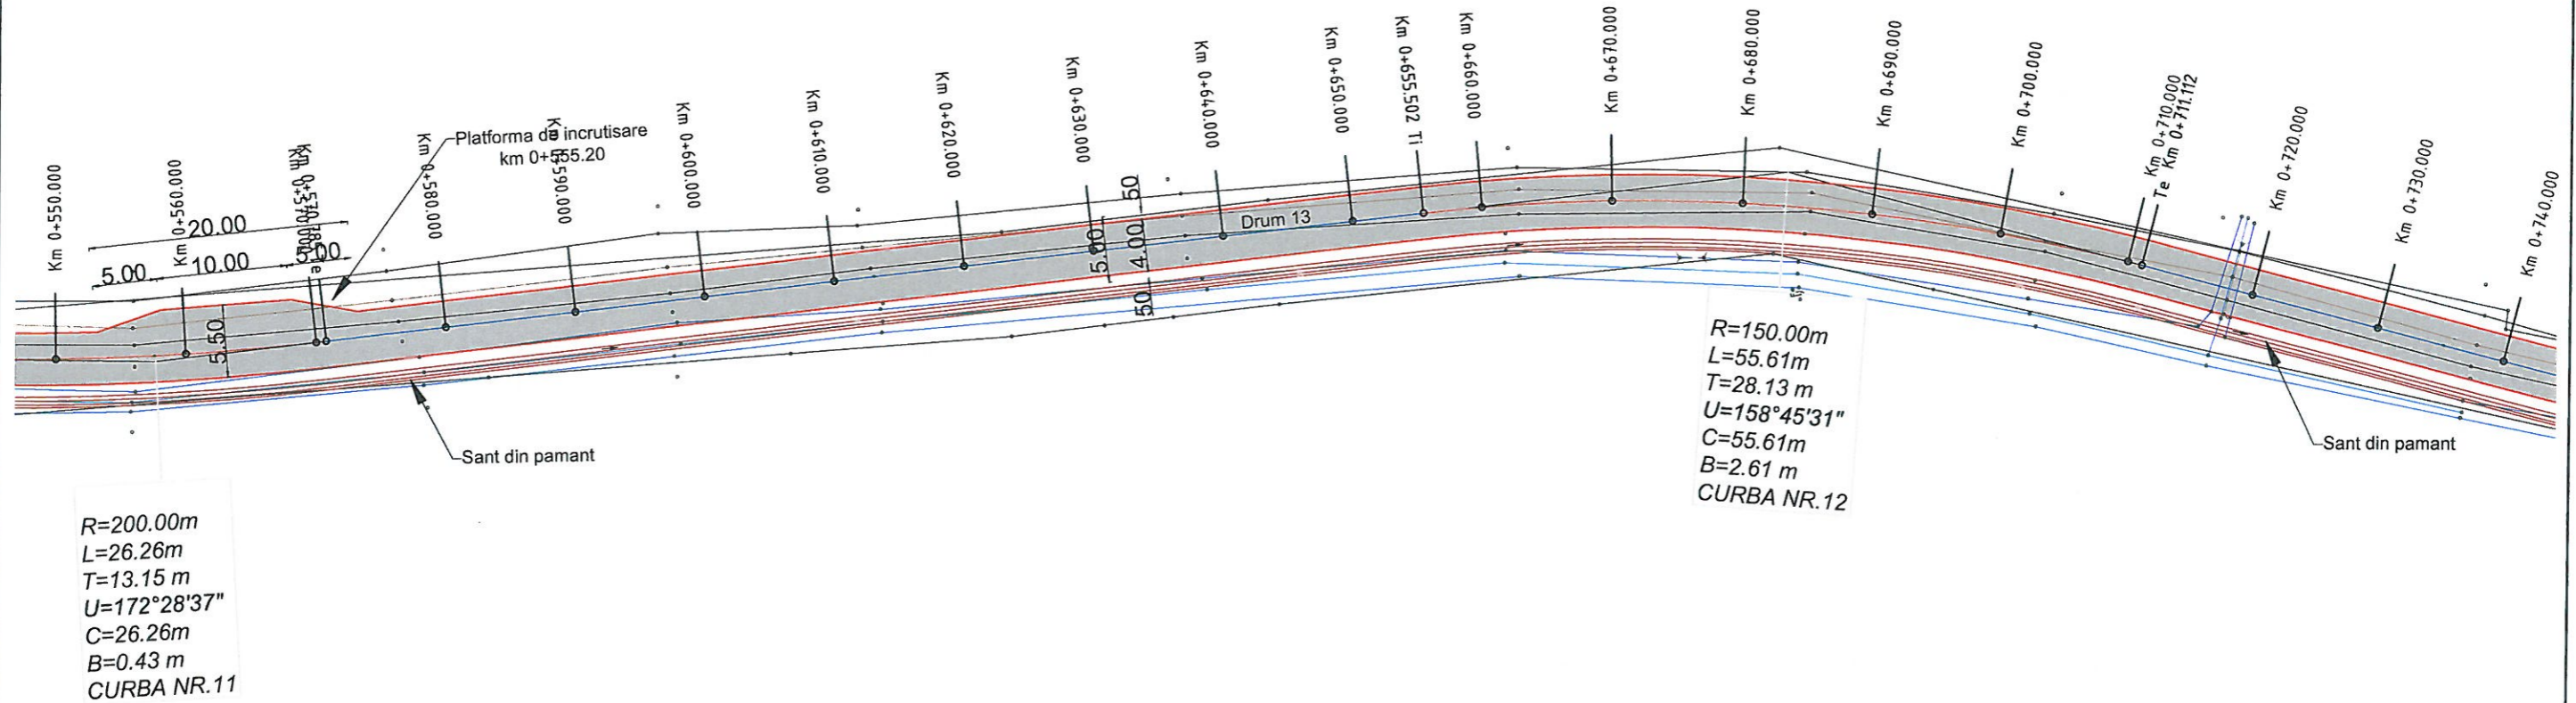 Km 0+550.000
Km 0+560.000
Km 0+570.000
Km 0+580.000
Km 0+590.000
Km 0+600.000
Km 0+610.000
Km 0+620.000
Km 0+630.000
Km 0+640.000
Km 0+650.000
Km 0+655.502 Ti
Km 0+660.000
Km 0+670.000
Km 0+680.000
Km 0+690.000
Km 0+700.000
Km 0+710.000
Te Km 0+711.112
Km 0+720.000
Km 0+730.000
Km 0+740.000
Platforma de incrutisare
km 0+555.20
20.00
5.00
10.00
5.00
5.50
50
5.00
4.00
50
Drum 13
Sant din pamant
Sant din pamant
R=200.00m
L=26.26m
T=13.15 m
U=172°28'37"
C=26.26m
B=0.43 m
CURBA NR.11
R=150.00m
L=55.61m
T=28.13 m
U=158°45'31"
C=55.61m
B=2.61 m
CURBA NR.12